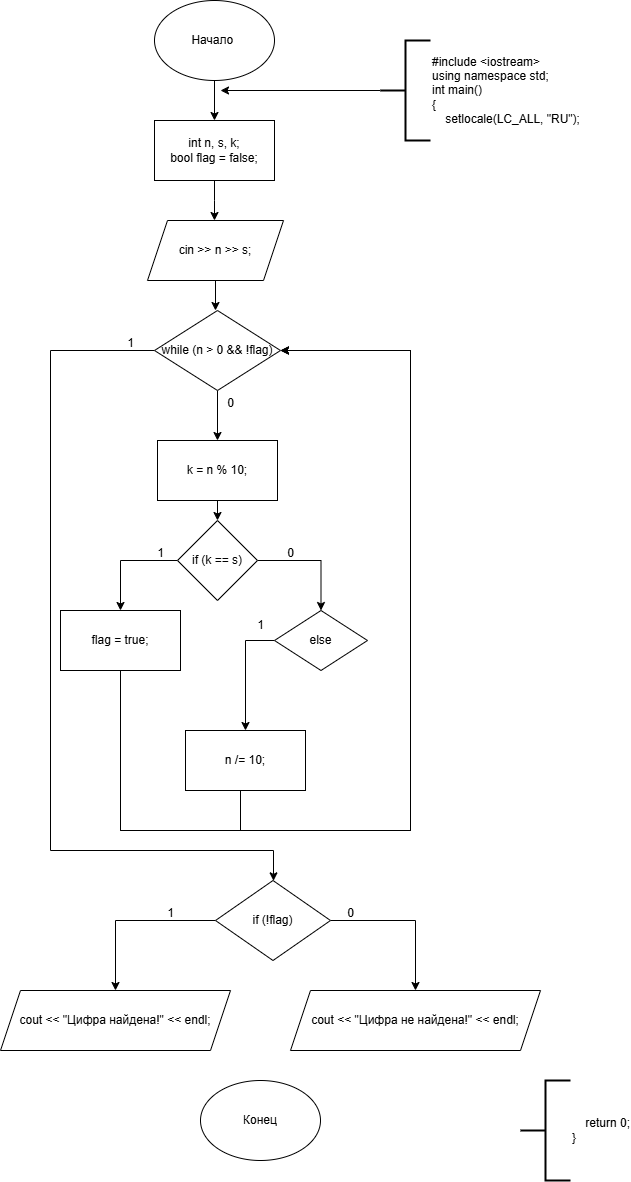 Начало
#include <iostream>
using namespace std;
int main()
{
setlocale(LC_ALL, "RU");
int n, s, k;
bool flag = false;
cin >> n >> s;
1
while (n > 0 && !flag)
0
k = n % 10;
1
if (k == s)
0
flag = true;
1
else
n /= 10;
1
if (!flag)
0
cout << "Цифра найдена!" << endl;
cout << "Цифра не найдена!" << endl;
Конец
return 0;
}